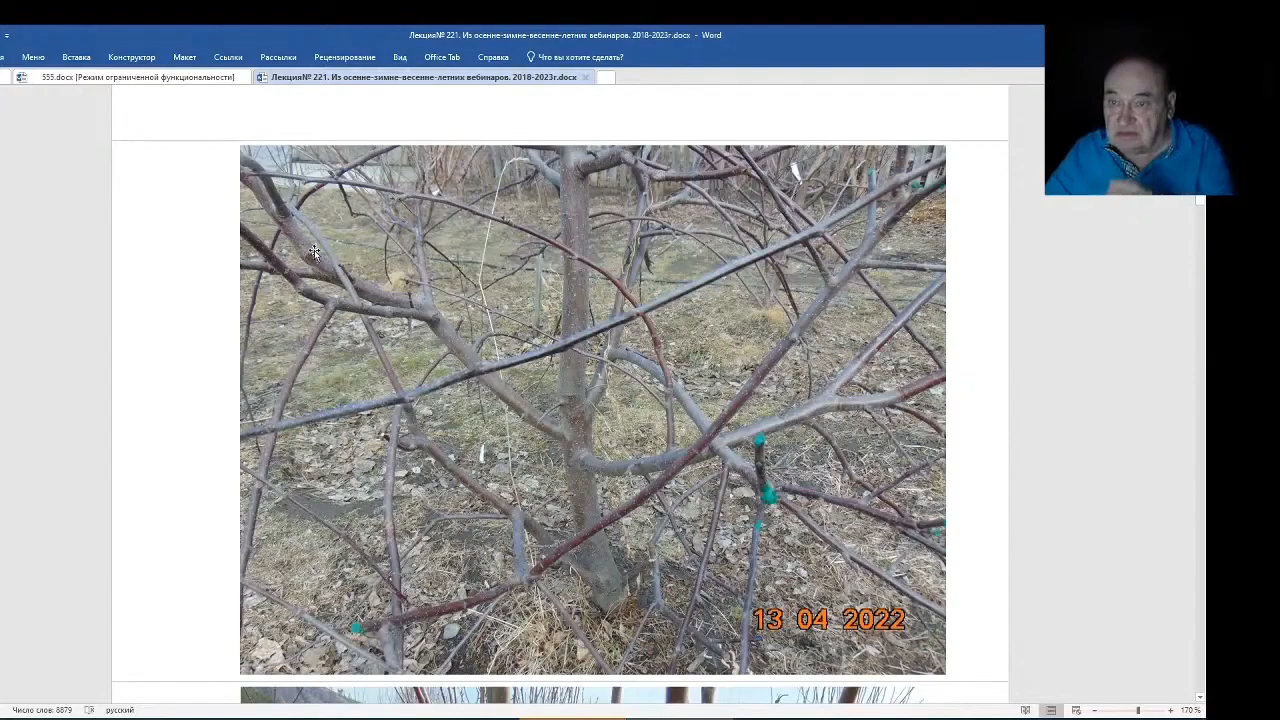 Лекция№ 221. Из осенне-зимне-весенне-летних вебинаров. 2018-2023г.docx - Word
Меню Вставка Конструктор Макет Ссылки Рассылки Рецензирование Вид Office Tab Справка Что вы хотите сделать?
555.docx [Режим ограниченной функциональности] Лекция№ 221. Из осенне-зимне-весенне-летних вебинаров. 2018-2023г.docx
13 04 2022
Число слов: 8879 русский 170 %